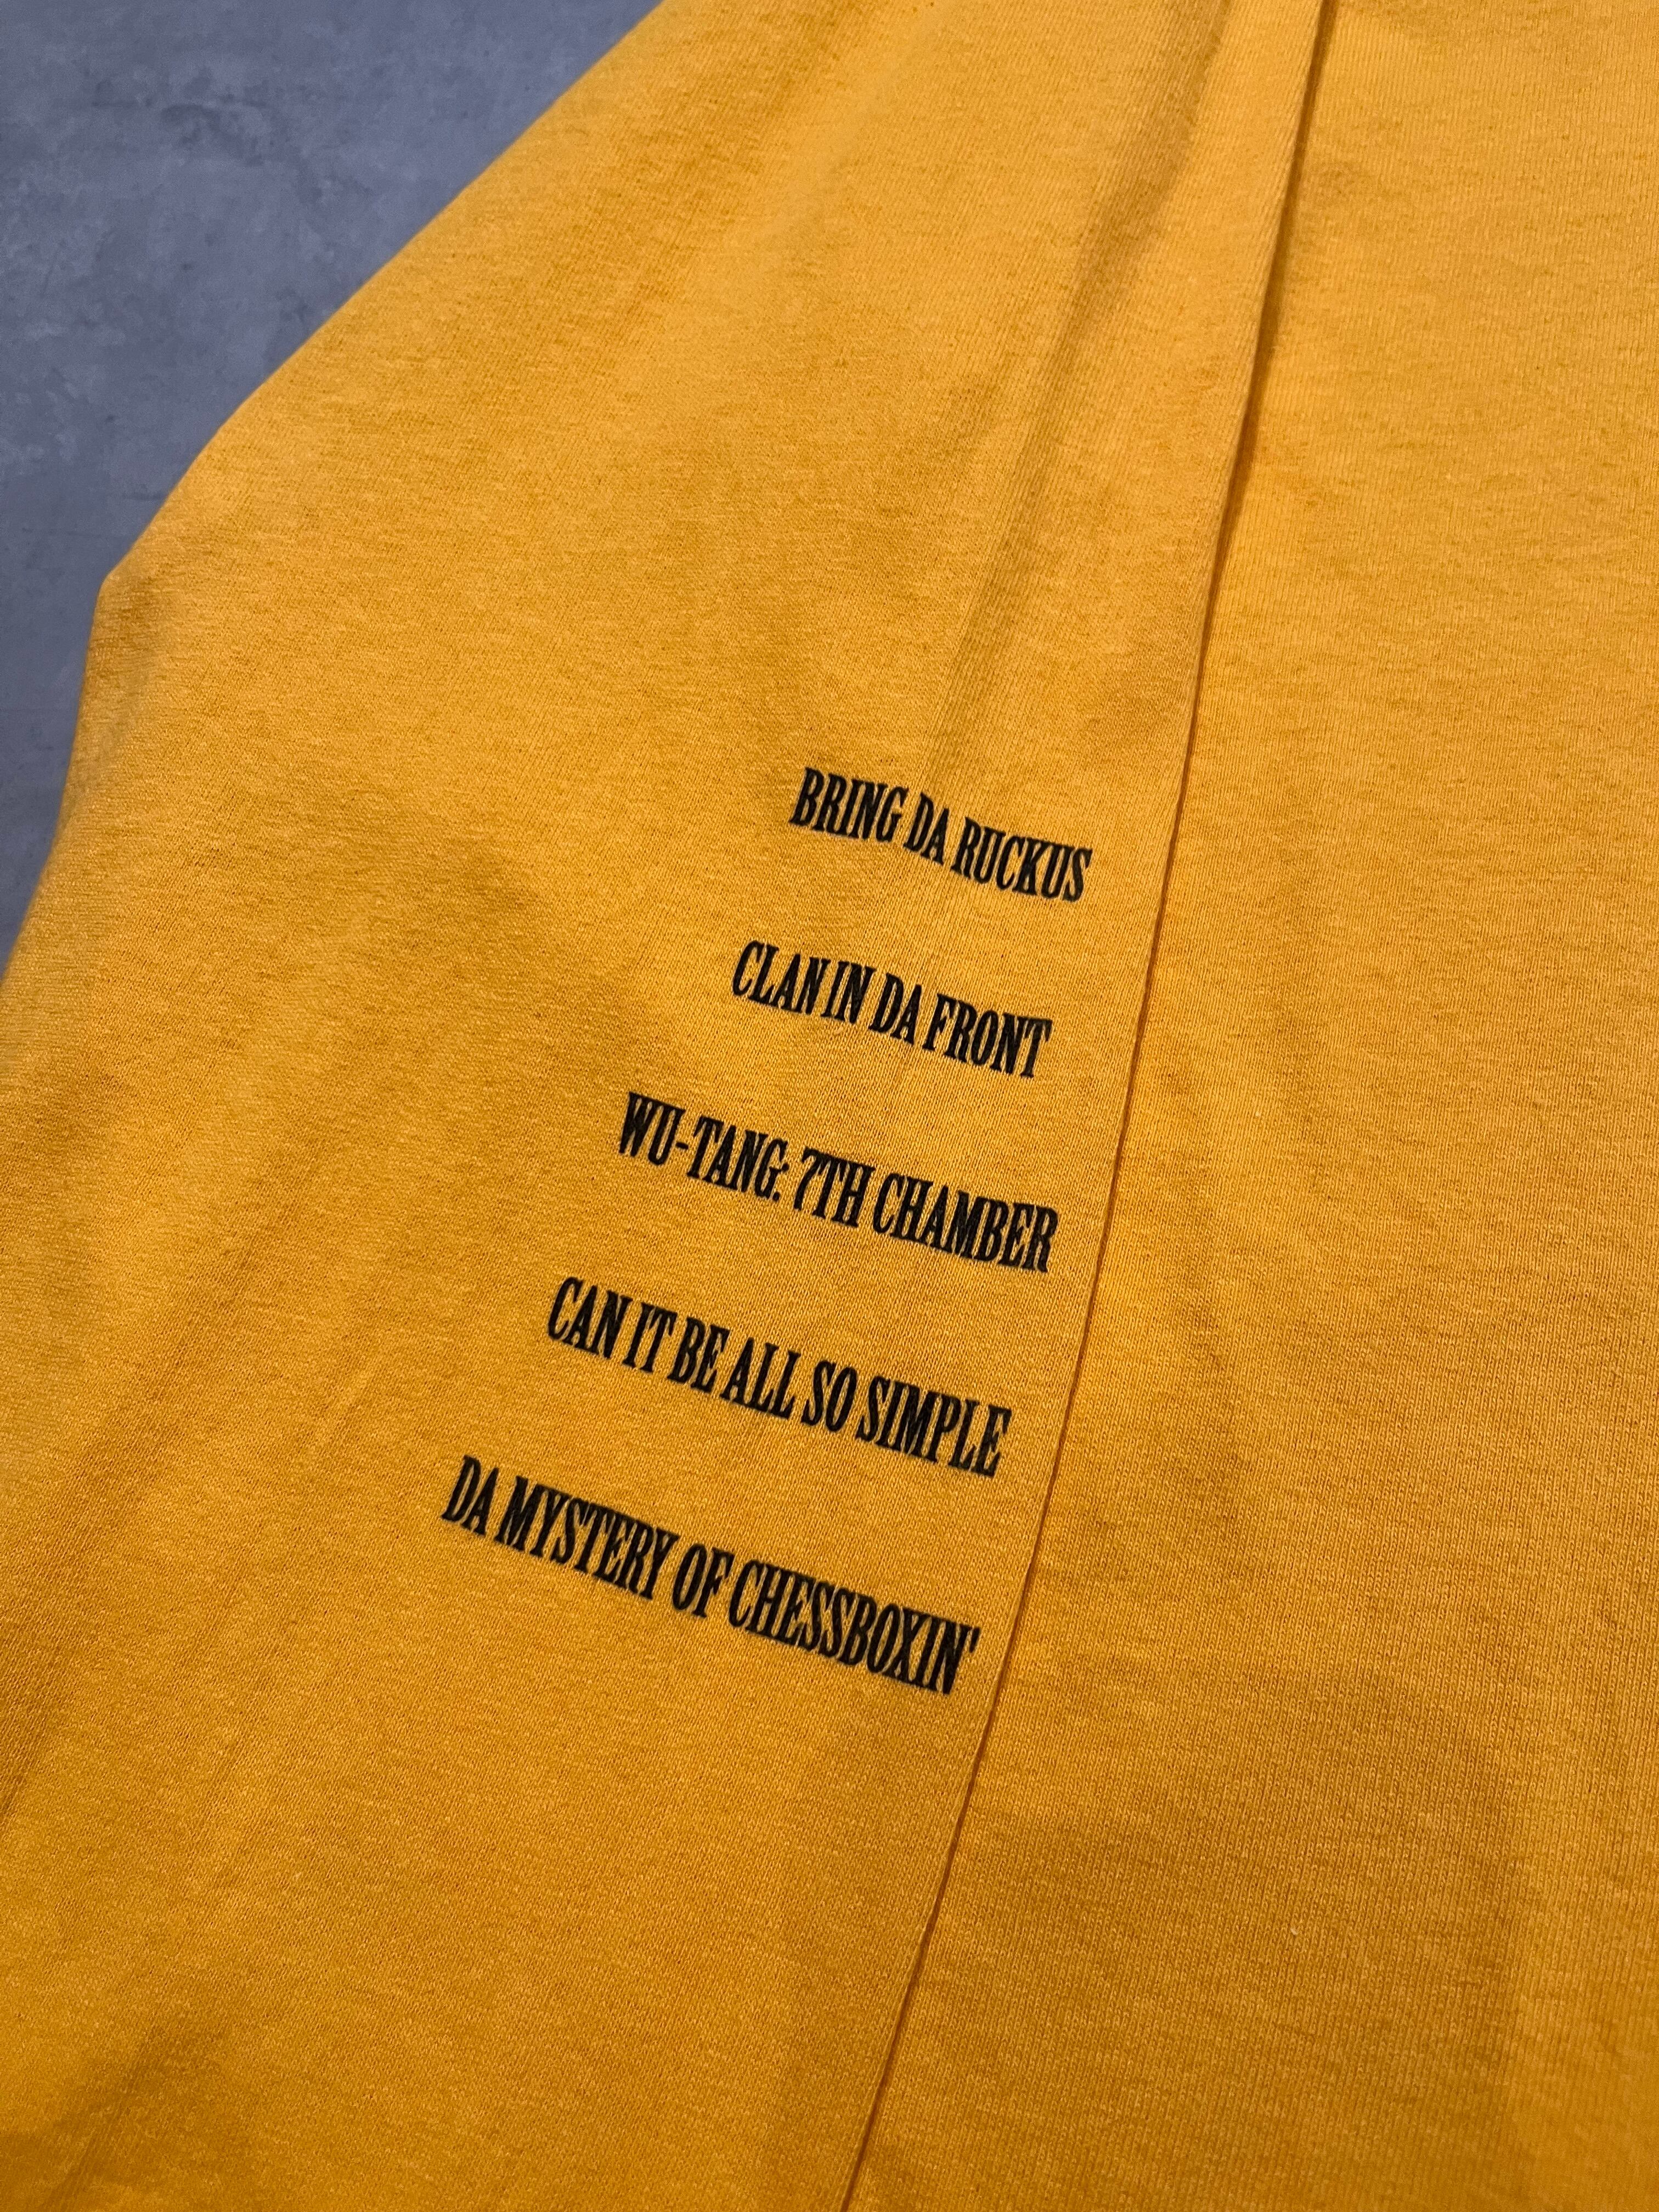 BRING DA RUCKUS
CLAN IN DA FRONT
WU-TANG: 7TH CHAMBER
CAN IT BE ALL SO SIMPLE
DA MYSTERY OF CHESSBOXIN'